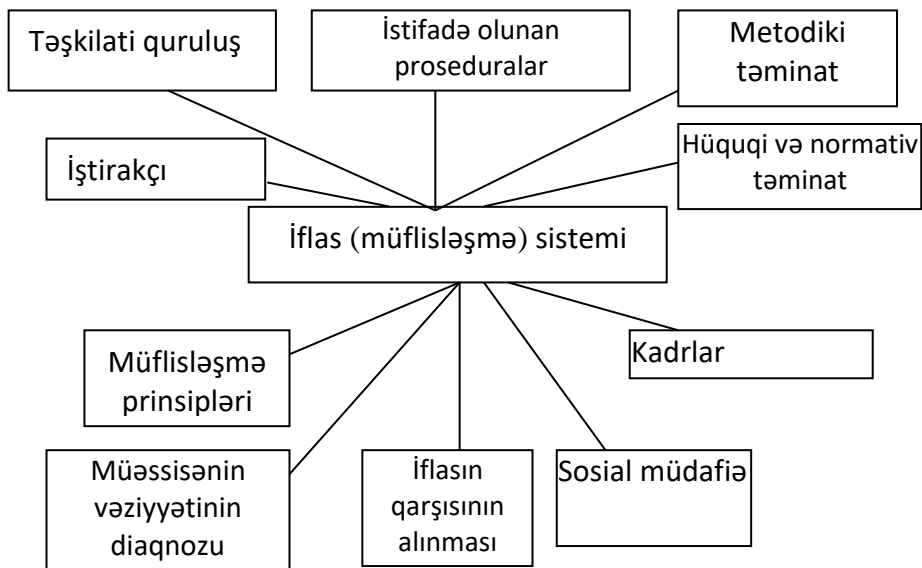 Təşkilati quruluş
İstifadə olunan
proseduralar
Metodiki
təminat
İştirakçı
Hüquqi və normativ
təminat
İflas (müflisləşmə) sistemi
Müflisləşmə
prinsipləri
Kadrlar
Müəssisənin
vəziyyətinin
diaqnozu
İflasın
qarşısının
alınması
Sosial müdafiə